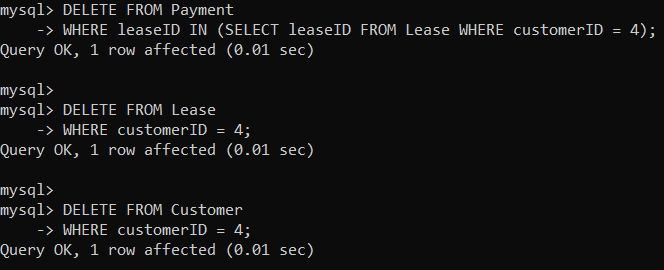 mysql> DELETE FROM Payment
    -> WHERE leaseID IN (SELECT leaseID FROM Lease WHERE customerID = 4);
Query OK, 1 row affected (0.01 sec)

mysql>
mysql> DELETE FROM Lease
    -> WHERE customerID = 4;
Query OK, 1 row affected (0.01 sec)

mysql>
mysql> DELETE FROM Customer
    -> WHERE customerID = 4;
Query OK, 1 row affected (0.01 sec)